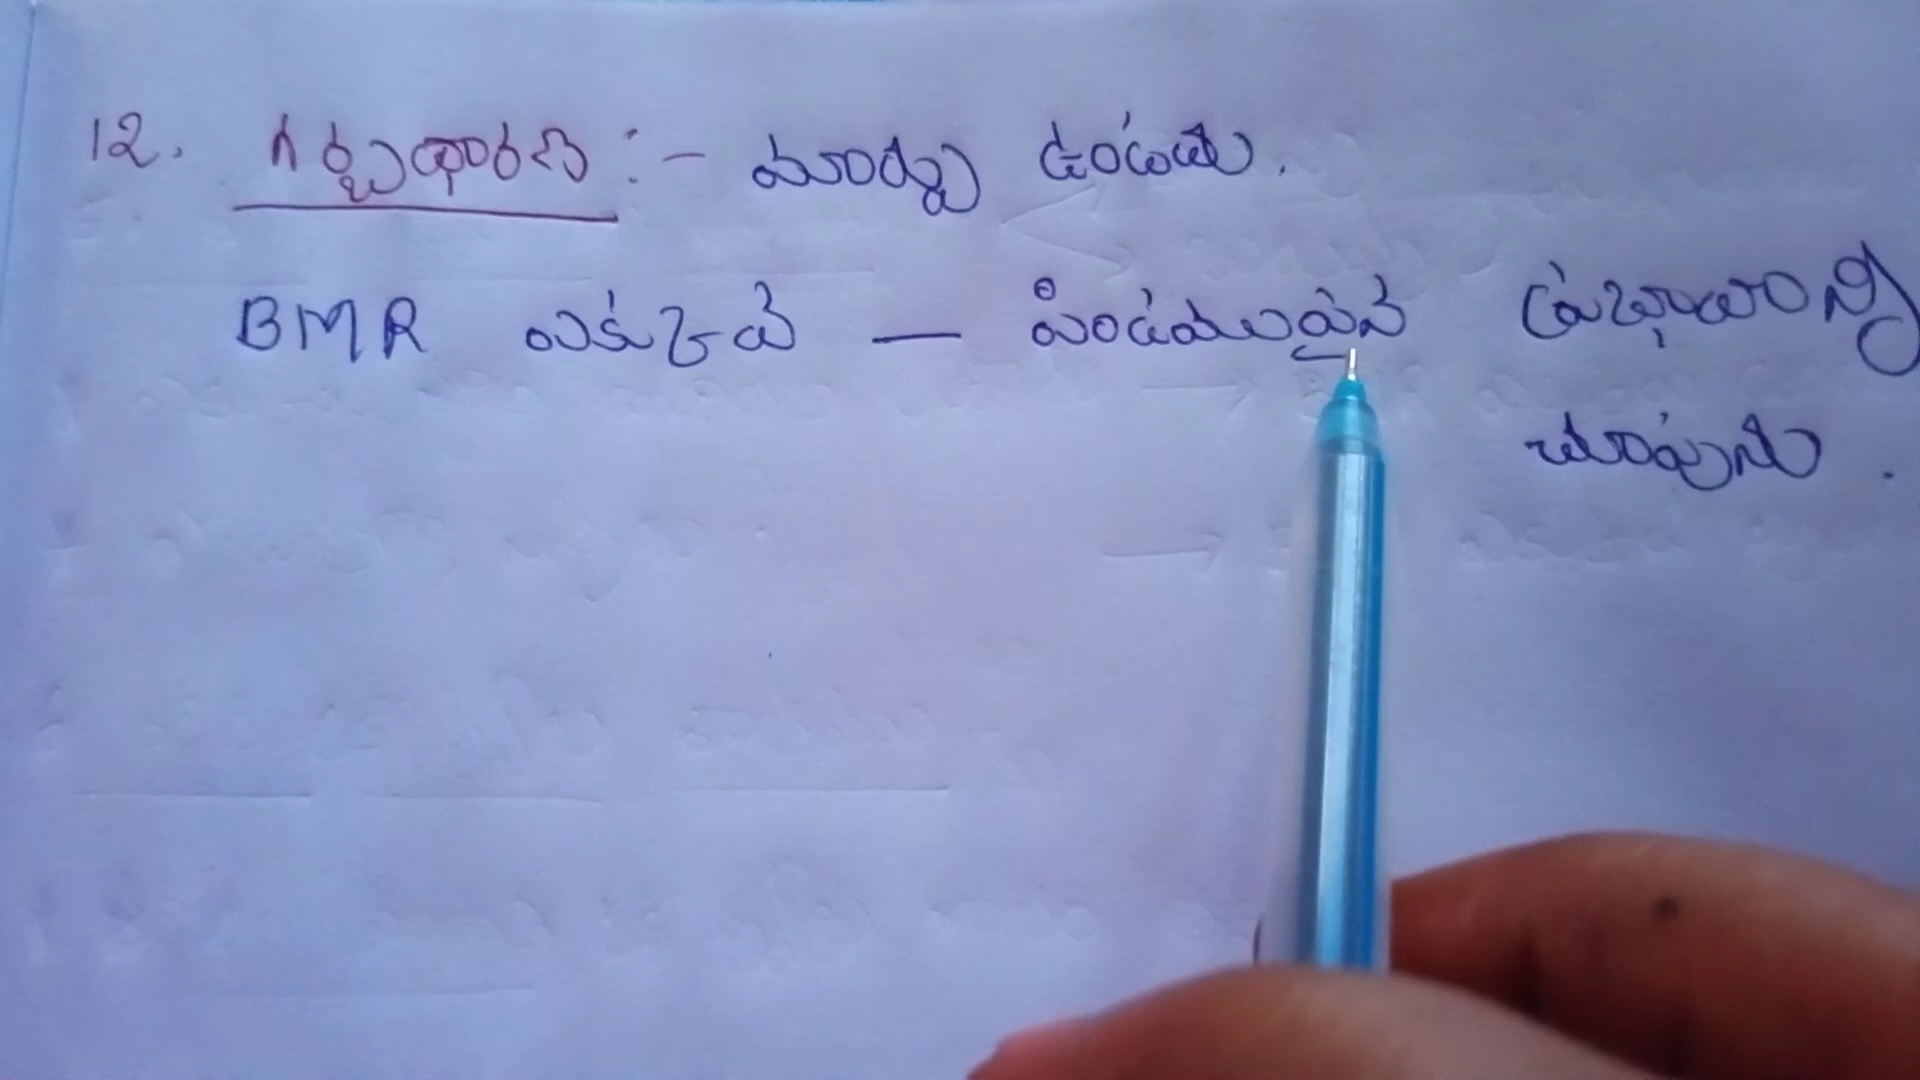 12. గర్భధారణ :- మార్పు ఉండదు.
BMR ఎక్కువే — పిండముపైన ప్రభావాన్ని
చూపును.